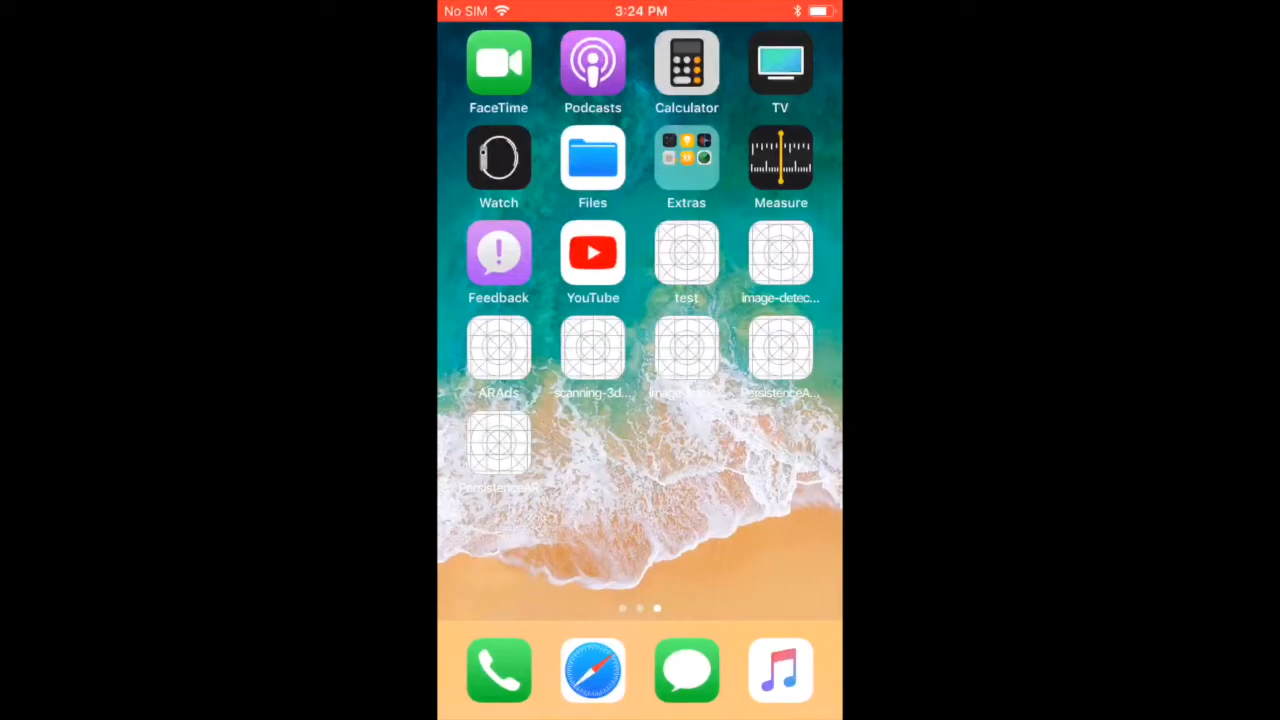 No SIM 3:24 PM
FaceTime Podcasts Calculator TV
Watch Files Extras Measure
Feedback YouTube test image-detec...
ARAds scanning-3d... PersistenceA...
PersistenceAR